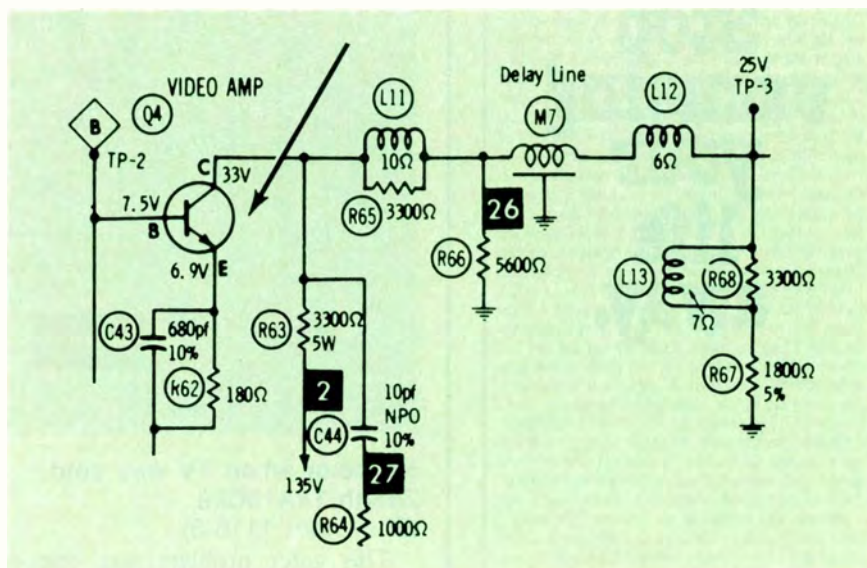 VIDEO AMP
Q4
B
TP-2
C
33V
7.5V
B
6.9V
E
C43
680pf
10%
R62
180Ω
L11
10Ω
R65
3300Ω
R63
3300Ω
5W
2
135V
10pf
NPO
10%
C44
27
R64
1000Ω
26
R66
5600Ω
Delay Line
M7
L12
6Ω
25V
TP-3
L13
7Ω
R68
3300Ω
R67
1800Ω
5%